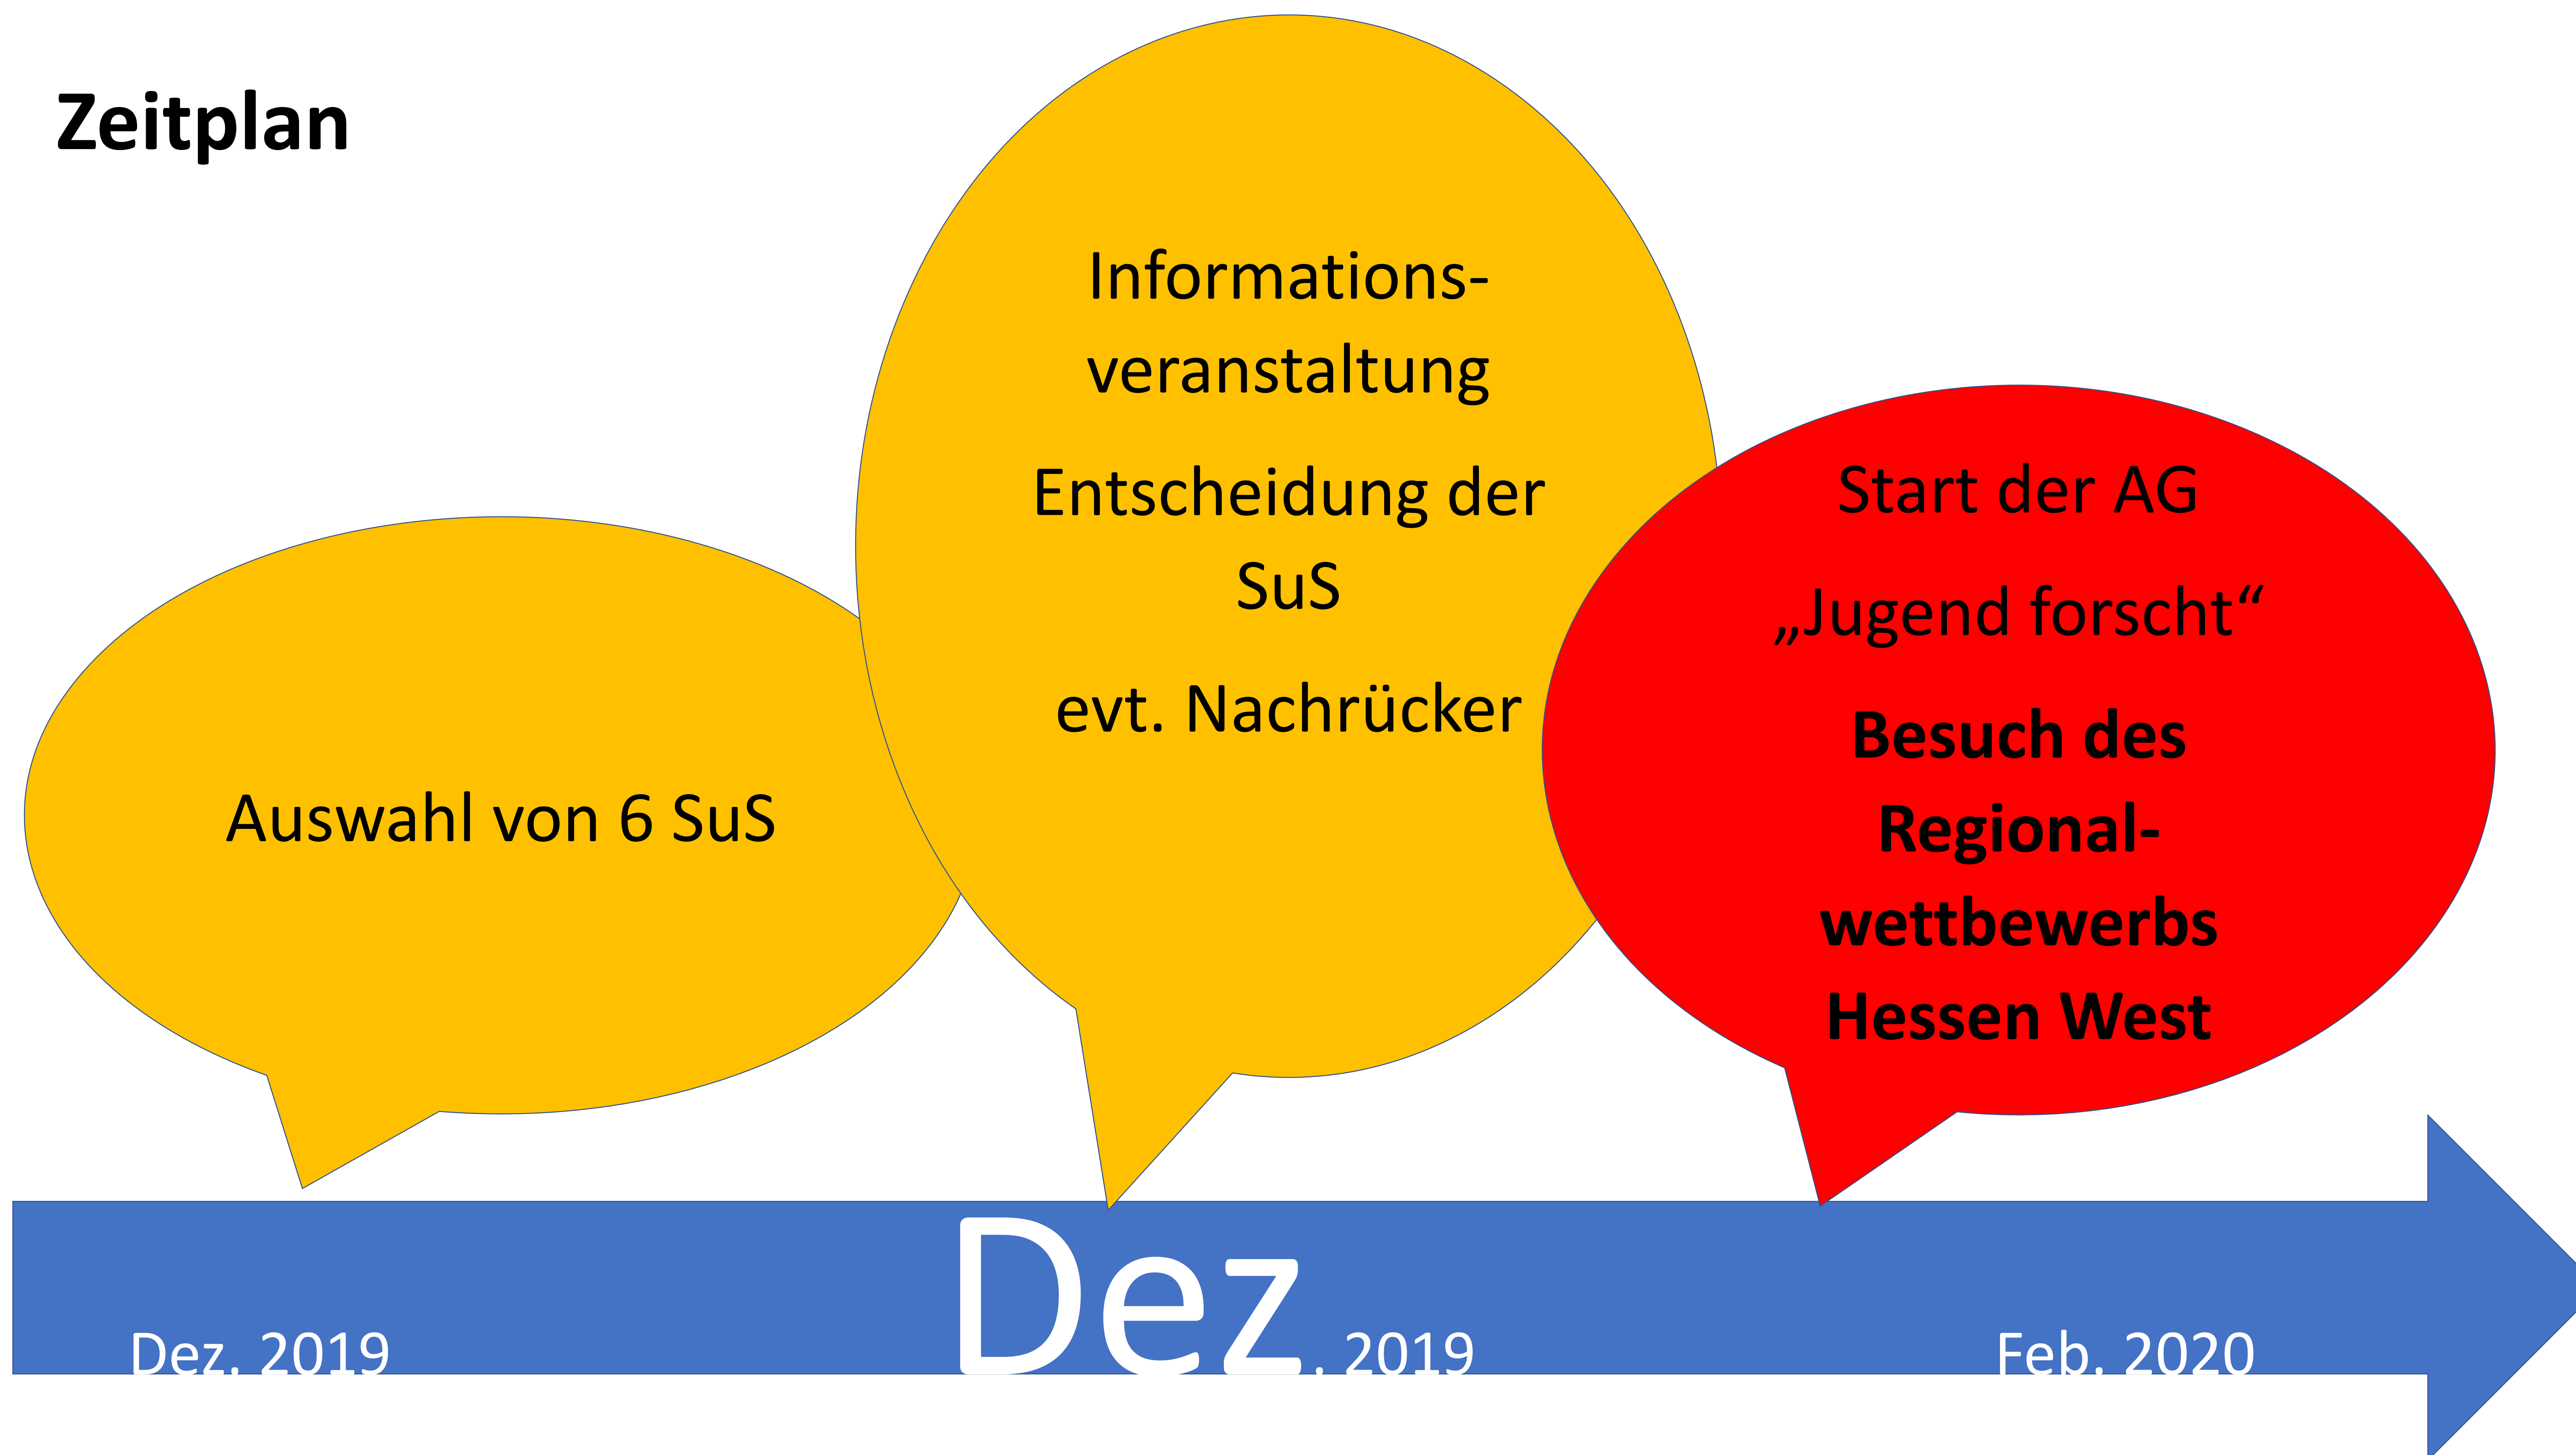 Zeitplan
Auswahl von 6 SuS
Informations-
veranstaltung
Entscheidung der
SuS
evt. Nachrücker
Start der AG
„Jugend forscht“
Besuch des
Regional-
wettbewerbs
Hessen West
Dez. 2019
Dez. 2019
Feb. 2020